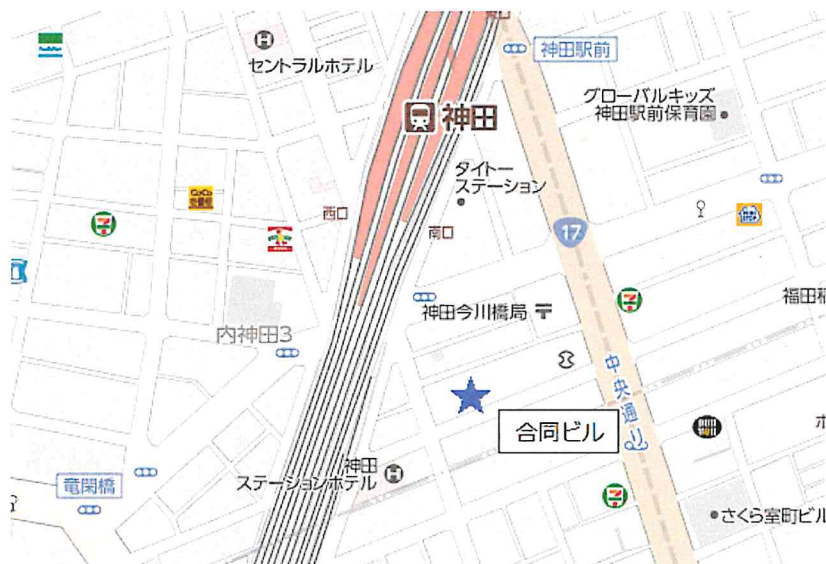 東口
神田駅前
セントラルホテル
グローバルキッズ
神田駅前保育園
神田
タイトー
ステーション
西口
南口
17
神田今川橋局
福田稲
内神田3
中央通り
合同ビル
神田
ステーションホテル
竜閑橋
さくら室町ビル
ホ